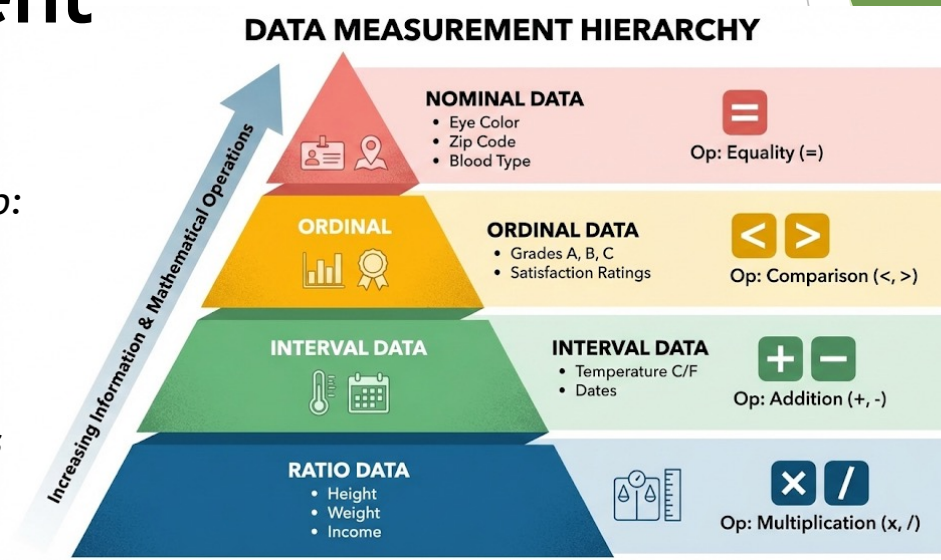 ent
DATA MEASUREMENT HIERARCHY
Increasing Information & Mathematical Operations
NOMINAL DATA
• Eye Color
• Zip Code
• Blood Type
=
Op: Equality (=)
o:
ORDINAL
ORDINAL DATA
• Grades A, B, C
• Satisfaction Ratings
< >
Op: Comparison (<, >)
INTERVAL DATA
INTERVAL DATA
• Temperature C/F
• Dates
+ −
Op: Addition (+, -)
s
RATIO DATA
• Height
• Weight
• Income
× /
Op: Multiplication (x, /)